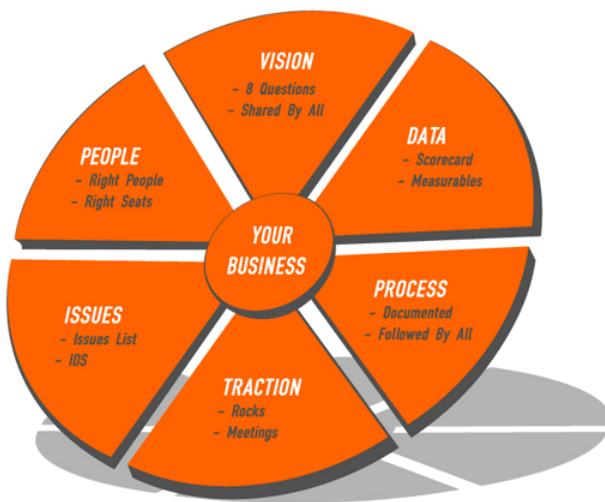 VISION
- 8 Questions
- Shared By All
DATA
- Scorecard
- Measurables
PEOPLE
- Right People
- Right Seats
YOUR
BUSINESS
PROCESS
- Documented
- Followed By All
ISSUES
- Issues List
- IDS
TRACTION
- Rocks
- Meetings